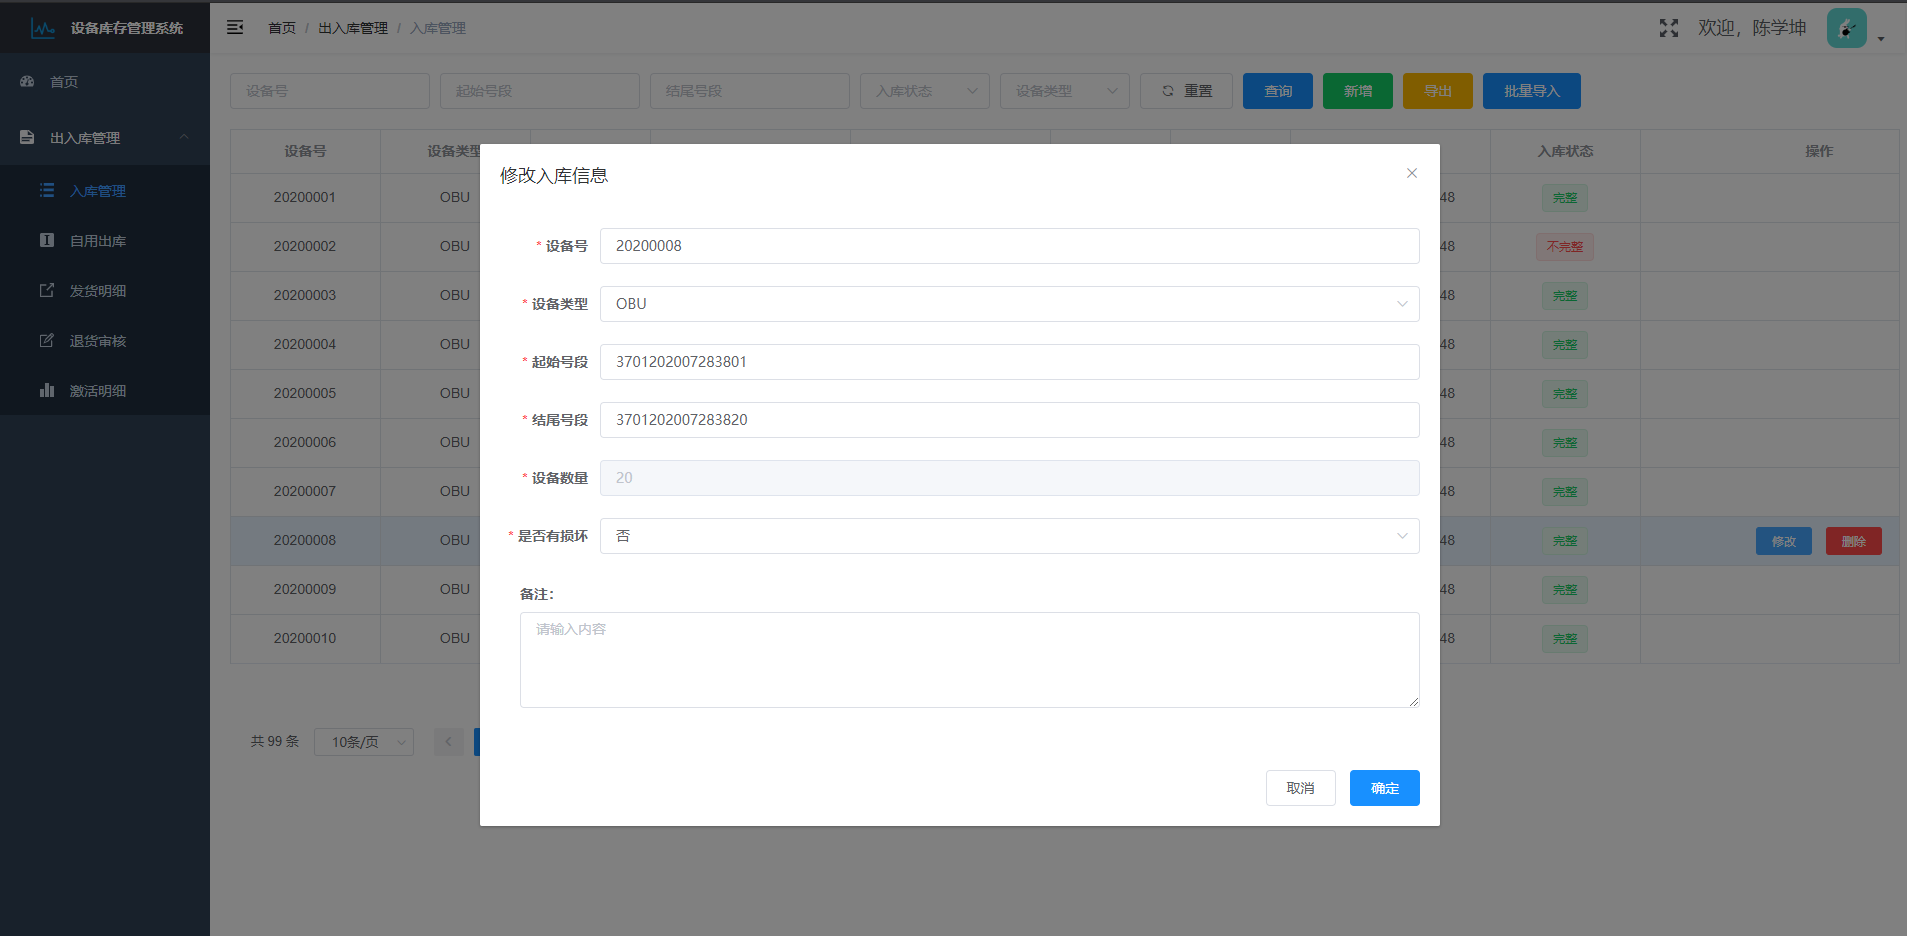 设备库存管理系统
首页 / 出入库管理 / 入库管理
欢迎，陈学坤
首页
出入库管理
入库管理
自用出库
发货明细
退货审核
激活明细
设备号 起始号段 结尾号段 入库状态 设备类型 重置 查询 新增 导出 批量导入
设备号 设备类型 入库状态 操作
20200001 OBU 48 完整
20200002 OBU 48 不完整
20200003 OBU 48 完整
20200004 OBU 48 完整
20200005 OBU 48 完整
20200006 OBU 48 完整
20200007 OBU 48 完整
20200008 OBU 48 完整 修改 删除
20200009 OBU 48 完整
20200010 OBU 48 完整
共 99 条 10条/页
修改入库信息
* 设备号 20200008
* 设备类型 OBU
* 起始号段 3701202007283801
* 结尾号段 3701202007283820
* 设备数量 20
* 是否有损坏 否
备注：
请输入内容
取消 确定